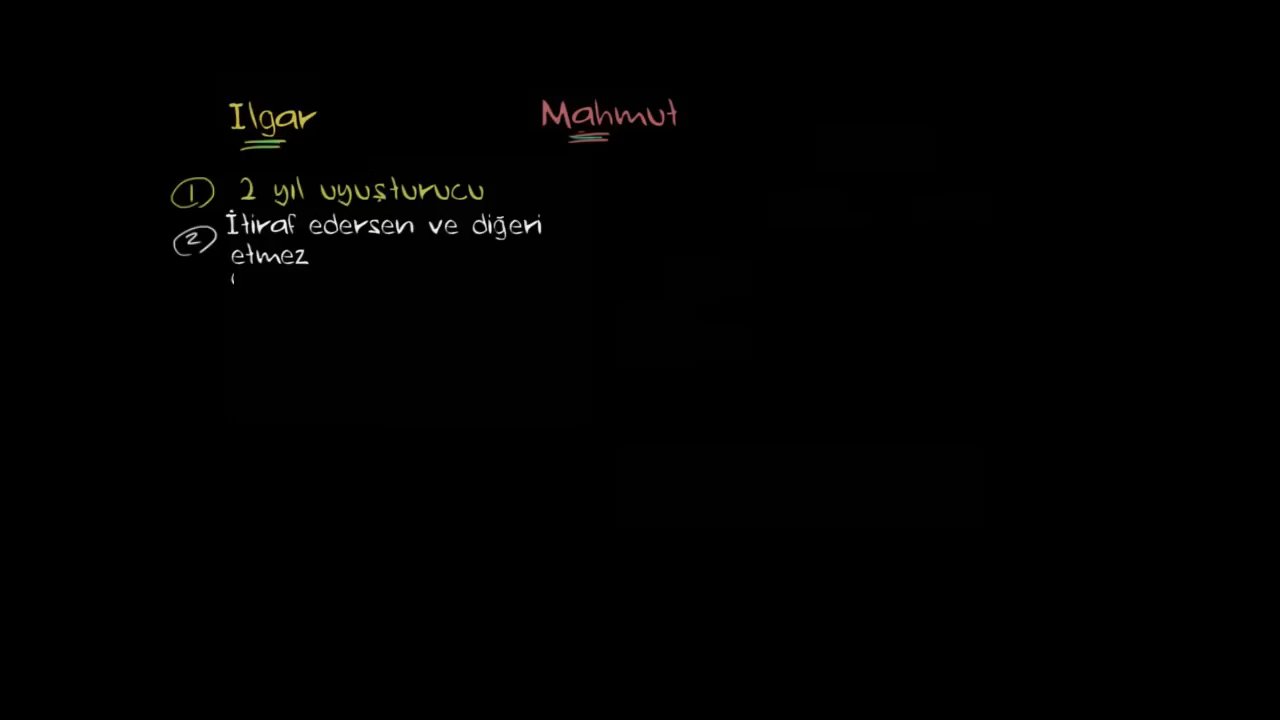 Ilgar Mahmut
1 2 yıl uyuşturucu
2 İtiraf edersen ve diğeri
etmez